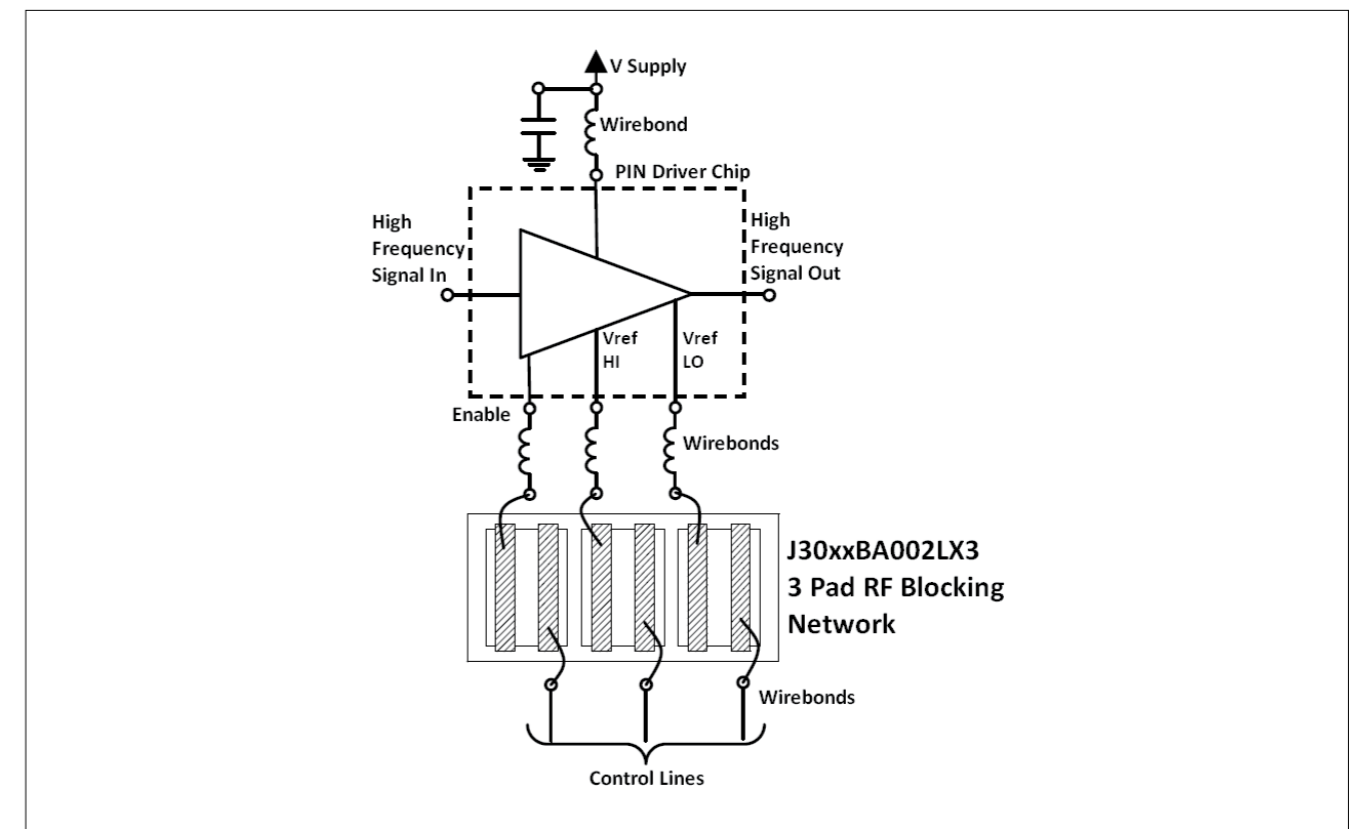 V Supply
Wirebond
PIN Driver Chip
High
Frequency
Signal In
High
Frequency
Signal Out
Vref
HI
Vref
LO
Enable
Wirebonds
J30xxBA002LX3
3 Pad RF Blocking
Network
Wirebonds
Control Lines